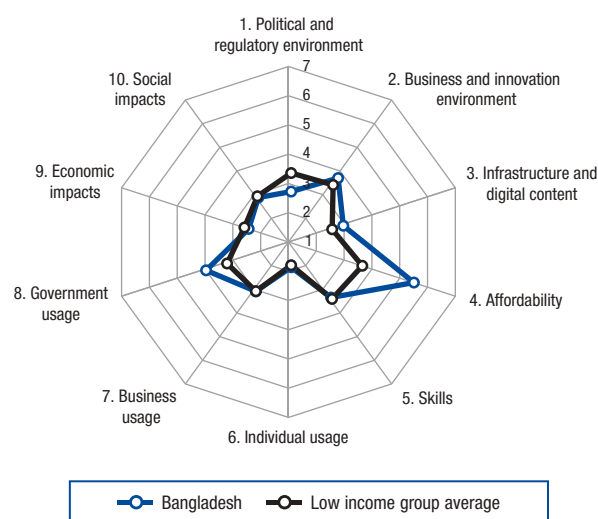 1. Political and
regulatory environment
7
10. Social
impacts
6
2. Business and innovation
environment
5
4
9. Economic
impacts
3
3. Infrastructure and
digital content
2
1
8. Government
usage
4. Affordability
7. Business
usage
5. Skills
6. Individual usage
Bangladesh Low income group average